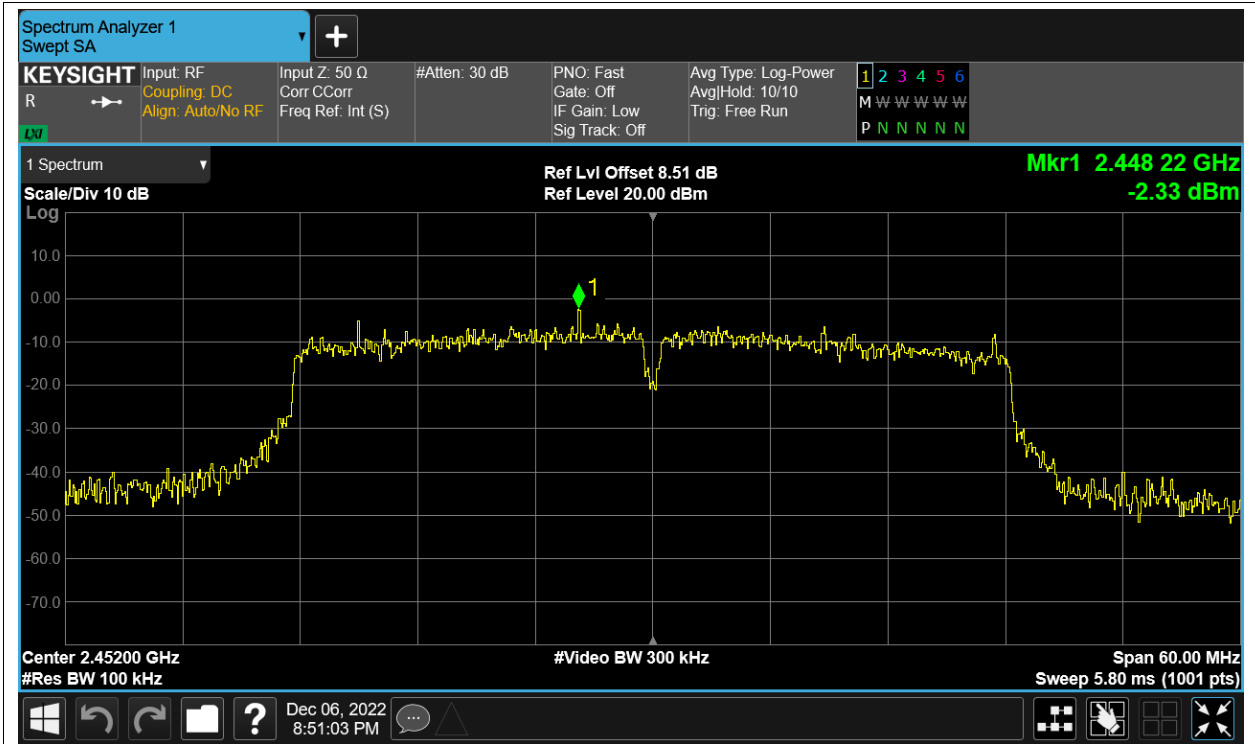 Spectrum Analyzer 1
Swept SA
KEYSIGHT
R
LXI
Input: RF
Coupling: DC
Align: Auto/No RF
Input Z: 50 Ω
Corr CCorr
Freq Ref: Int (S)
#Atten: 30 dB
PNO: Fast
Gate: Off
IF Gain: Low
Sig Track: Off
Avg Type: Log-Power
Avg|Hold: 10/10
Trig: Free Run
1 2 3 4 5 6
M W W W W W
P N N N N N
1 Spectrum
Scale/Div 10 dB
Log
Ref Lvl Offset 8.51 dB
Ref Level 20.00 dBm
Mkr1 2.448 22 GHz
-2.33 dBm
10.0
0.00
-10.0
-20.0
-30.0
-40.0
-50.0
-60.0
-70.0
1
Center 2.45200 GHz
#Res BW 100 kHz
#Video BW 300 kHz
Span 60.00 MHz
Sweep 5.80 ms (1001 pts)
?
Dec 06, 2022
8:51:03 PM